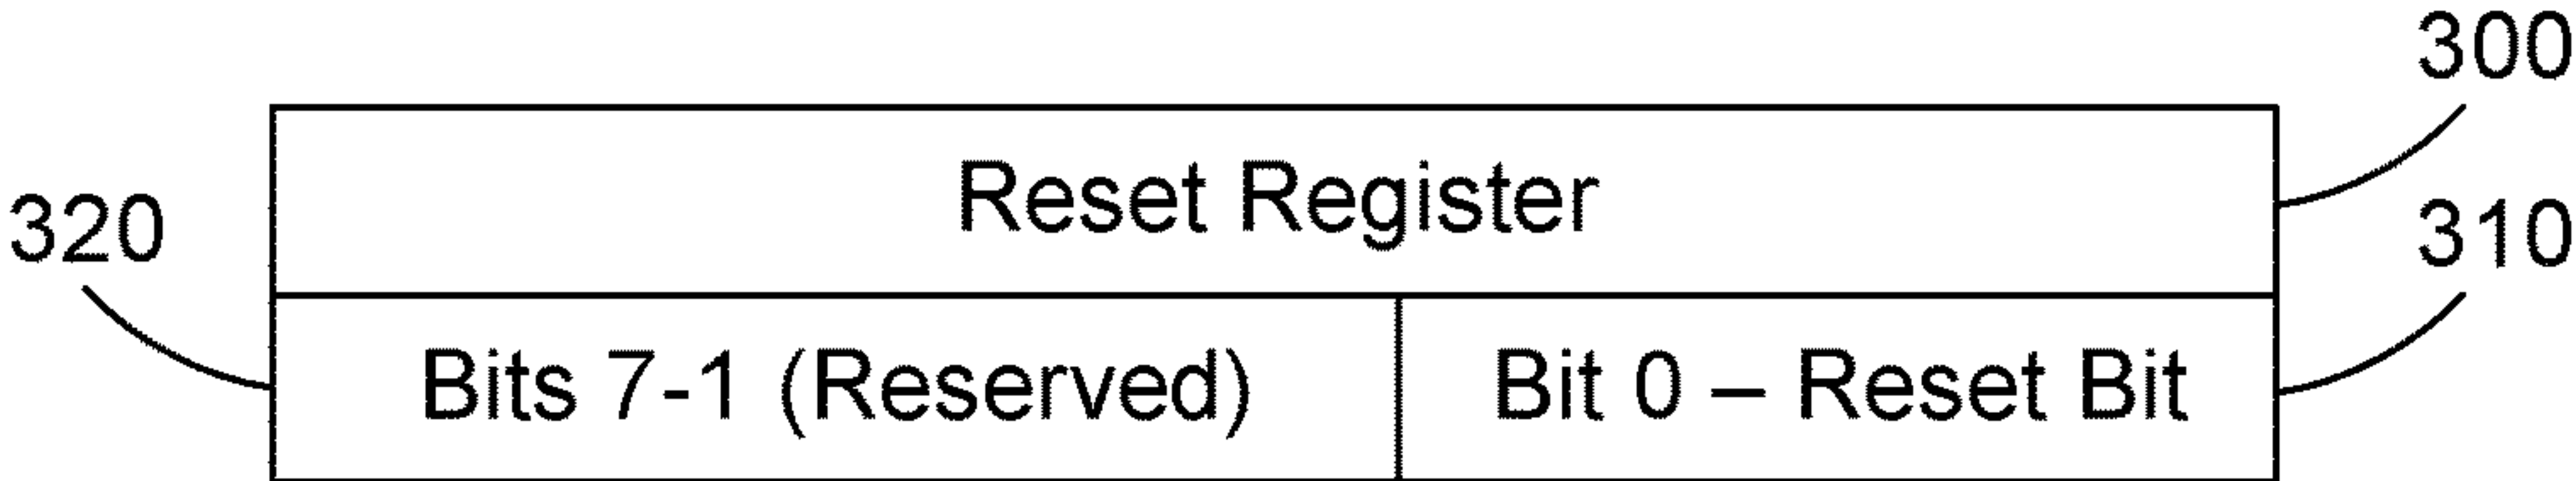 300
Reset Register
320
310
Bits 7-1 (Reserved)
Bit 0 – Reset Bit